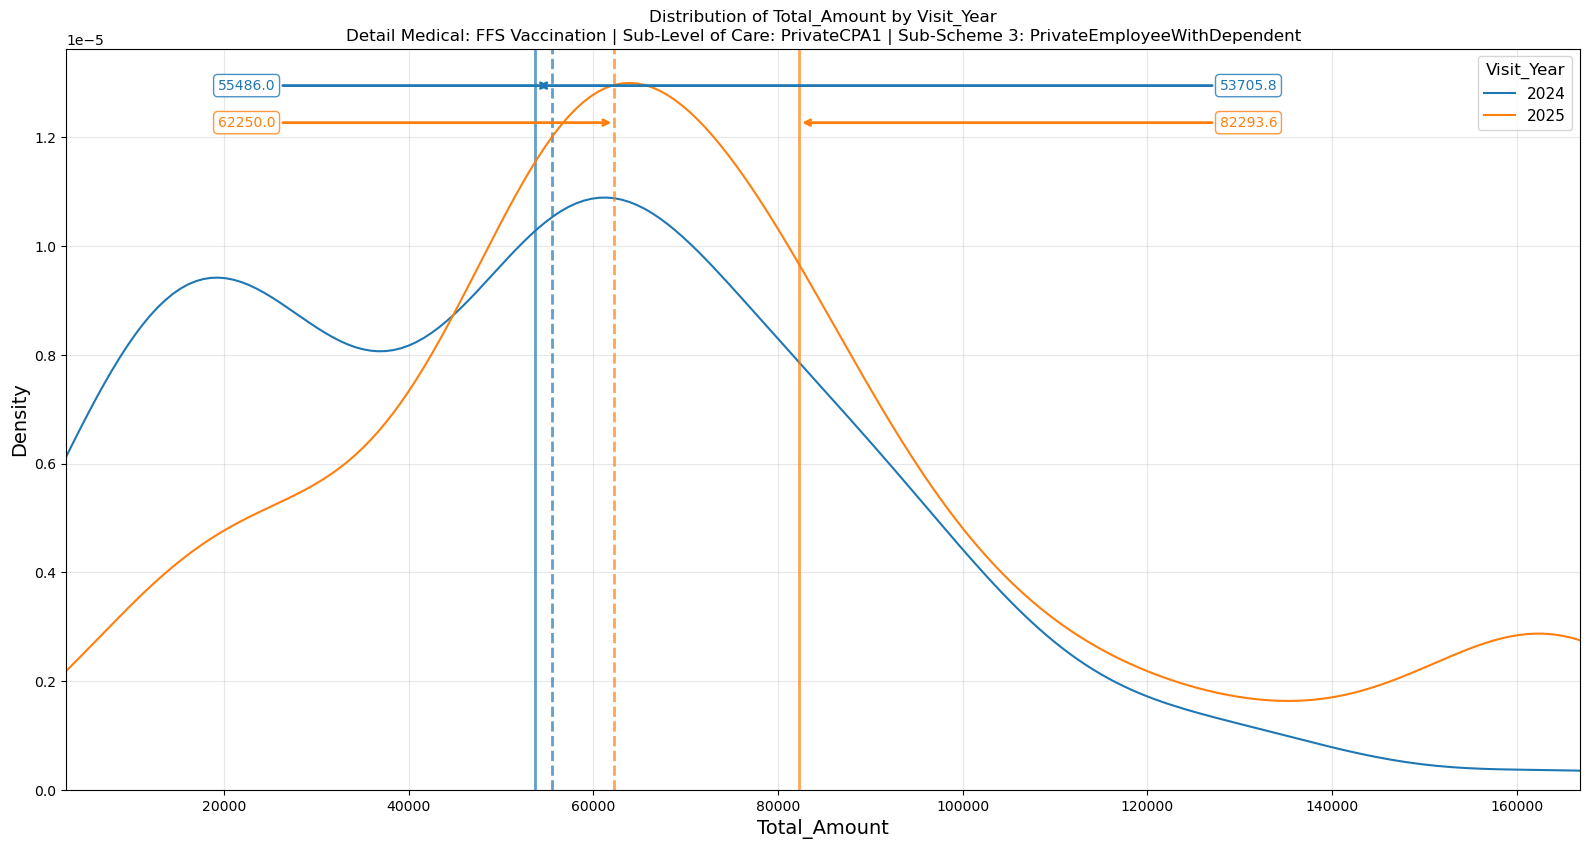 Distribution of Total_Amount by Visit_Year
Detail Medical: FFS Vaccination | Sub-Level of Care: PrivateCPA1 | Sub-Scheme 3: PrivateEmployeeWithDependent
1e−5
Visit_Year
2024
2025
55486.0
53705.8
62250.0
82293.6
1.2
1.0
0.8
0.6
0.4
0.2
0.0
Density
20000 40000 60000 80000 100000 120000 140000 160000
Total_Amount